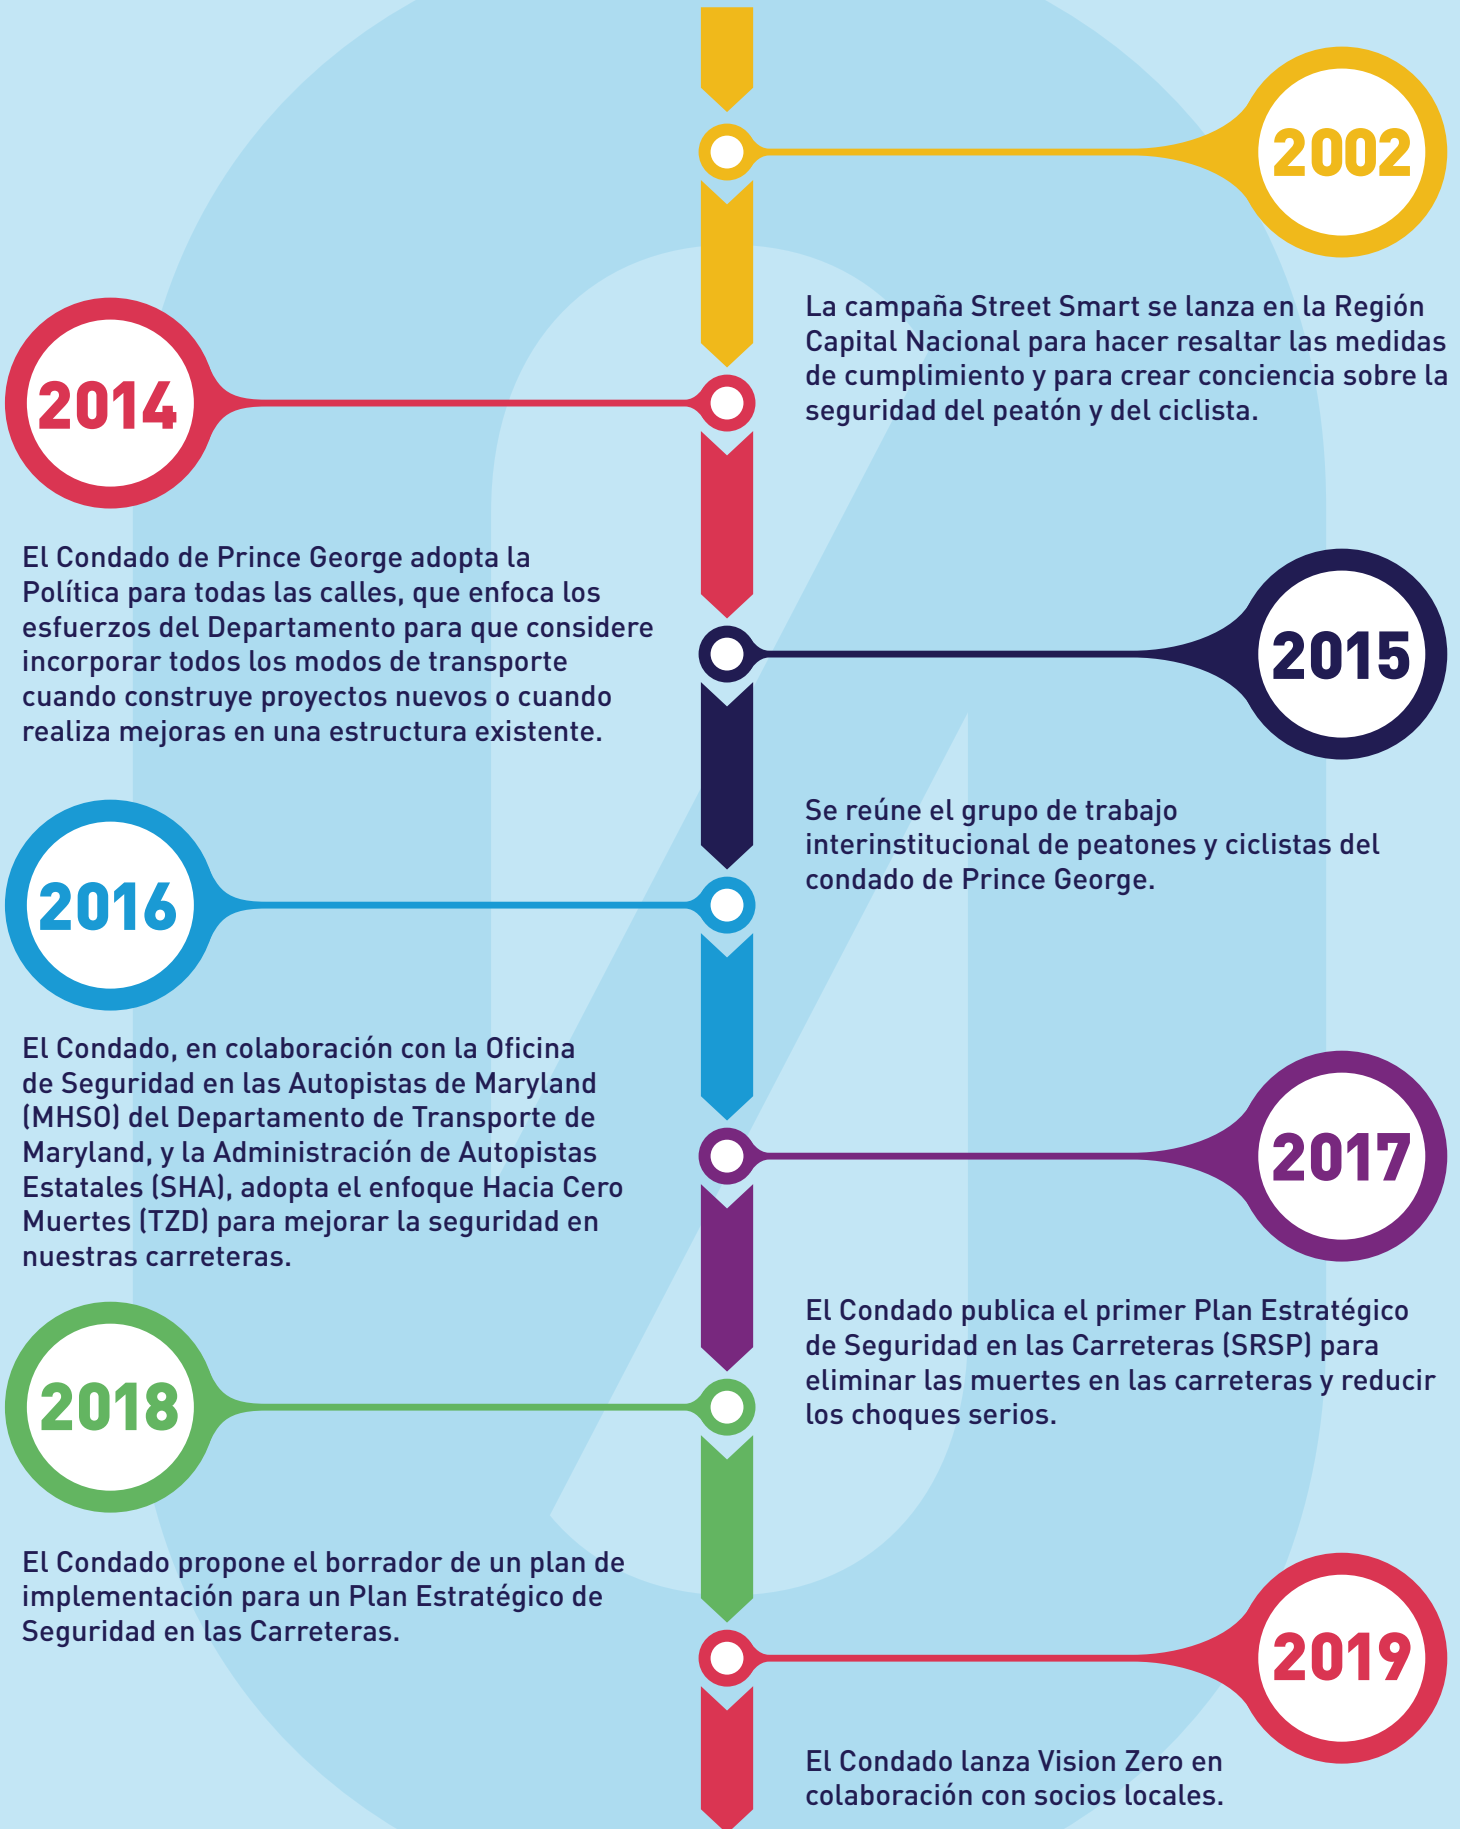 2002
La campaña Street Smart se lanza en la Región
Capital Nacional para hacer resaltar las medidas
de cumplimiento y para crear conciencia sobre la
seguridad del peatón y del ciclista.
2014
El Condado de Prince George adopta la
Política para todas las calles, que enfoca los
esfuerzos del Departamento para que considere
incorporar todos los modos de transporte
cuando construye proyectos nuevos o cuando
realiza mejoras en una estructura existente.
2015
Se reúne el grupo de trabajo
interinstitucional de peatones y ciclistas del
condado de Prince George.
2016
El Condado, en colaboración con la Oficina
de Seguridad en las Autopistas de Maryland
(MHSO) del Departamento de Transporte de
Maryland, y la Administración de Autopistas
Estatales (SHA), adopta el enfoque Hacia Cero
Muertes (TZD) para mejorar la seguridad en
nuestras carreteras.
2017
El Condado publica el primer Plan Estratégico
de Seguridad en las Carreteras (SRSP) para
eliminar las muertes en las carreteras y reducir
los choques serios.
2018
El Condado propone el borrador de un plan de
implementación para un Plan Estratégico de
Seguridad en las Carreteras.
2019
El Condado lanza Vision Zero en
colaboración con socios locales.